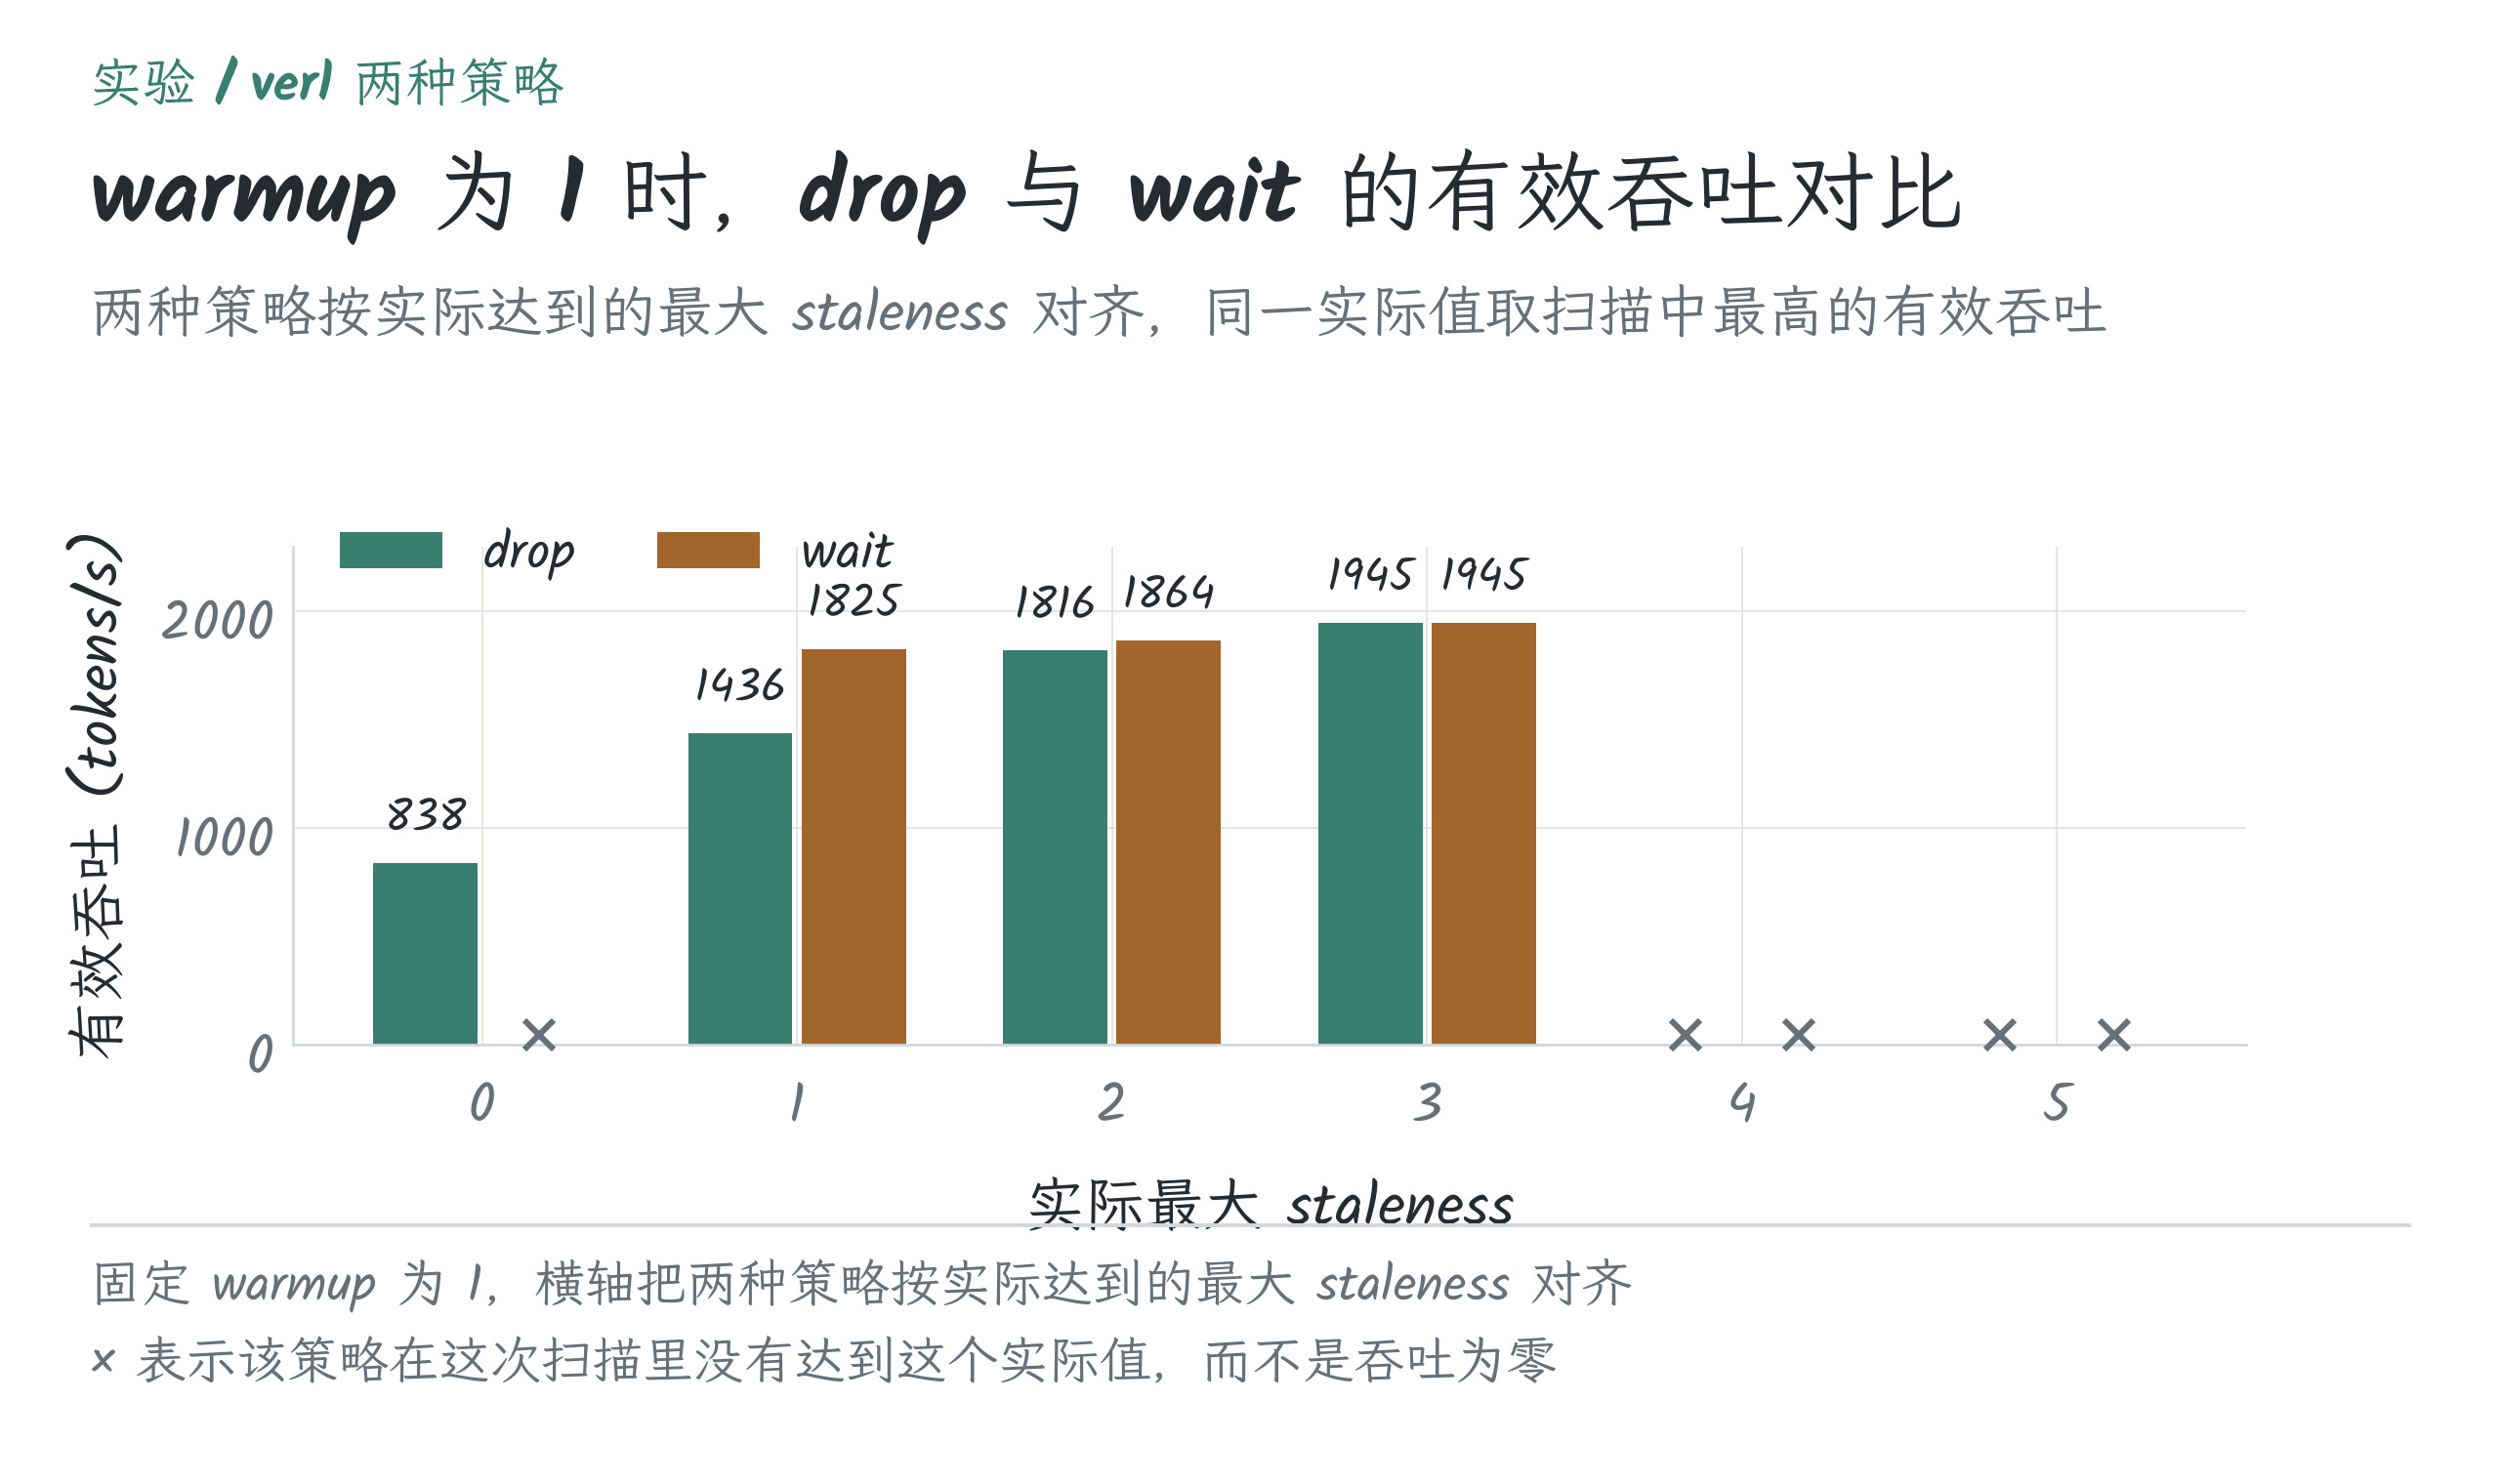 实验 / verl 两种策略
warmup 为 1 时，drop 与 wait 的有效吞吐对比
两种策略按实际达到的最大 staleness 对齐，同一实际值取扫描中最高的有效吞吐
drop wait
有效吞吐 (tokens/s)
2000
1000
0
838
1436 1825
1816 1864
1945 1945
0 1 2 3 4 5
实际最大 staleness
固定 warmup 为 1，横轴把两种策略按实际达到的最大 staleness 对齐
× 表示该策略在这次扫描里没有达到这个实际值，而不是吞吐为零